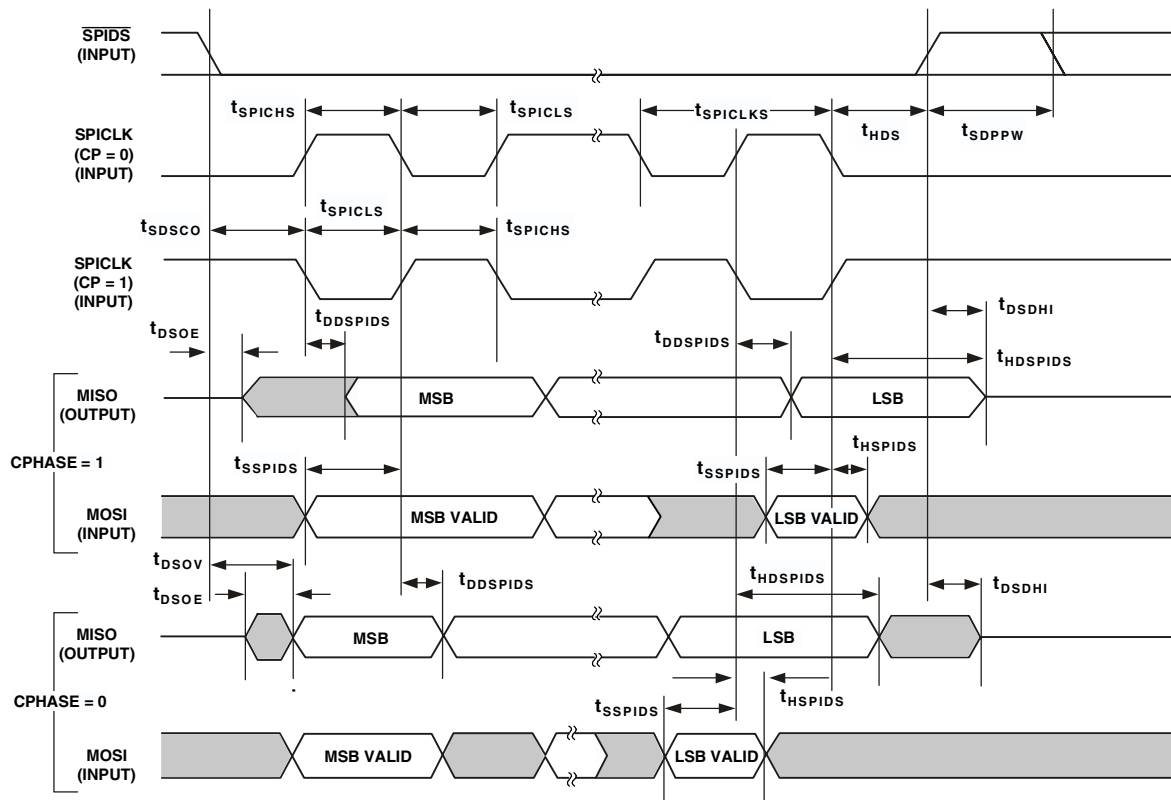 SPIDS
(INPUT)
tSPICHS
tSPICLS
tSPICLKS
tHDS
tSDPPW
SPICLK
(CP = 0)
(INPUT)
tSDSCO
tSPICLS
tSPICHS
SPICLK
(CP = 1)
(INPUT)
tDSOE
tDDSPIDS
tDDSPIDS
tDSDHI
tHDSPIDS
MISO
(OUTPUT)
MSB
LSB
CPHASE = 1
tSSPIDS
tSSPIDS
tHSPIDS
MOSI
(INPUT)
MSB VALID
LSB VALID
tDSOV
tDSOE
tDDSPIDS
tHDSPIDS
tDSDHI
MISO
(OUTPUT)
MSB
LSB
CPHASE = 0
tSSPIDS
tHSPIDS
MOSI
(INPUT)
MSB VALID
LSB VALID